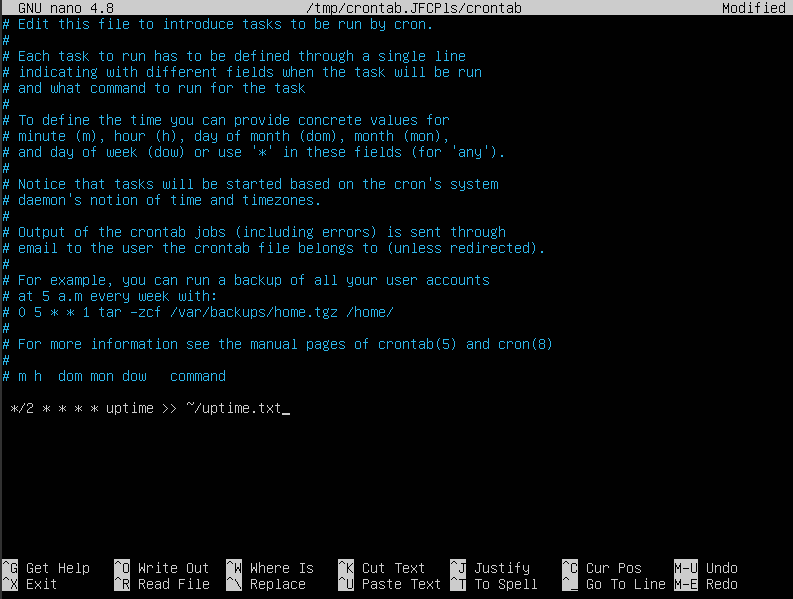 GNU nano 4.8 /tmp/crontab.JFCPls/crontab Modified
# Edit this file to introduce tasks to be run by cron.
#
# Each task to run has to be defined through a single line
# indicating with different fields when the task will be run
# and what command to run for the task
#
# To define the time you can provide concrete values for
# minute (m), hour (h), day of month (dom), month (mon),
# and day of week (dow) or use '*' in these fields (for 'any').
#
# Notice that tasks will be started based on the cron's system
# daemon's notion of time and timezones.
#
# Output of the crontab jobs (including errors) is sent through
# email to the user the crontab file belongs to (unless redirected).
#
# For example, you can run a backup of all your user accounts
# at 5 a.m every week with:
# 0 5 * * 1 tar -zcf /var/backups/home.tgz /home/
#
# For more information see the manual pages of crontab(5) and cron(8)
#
# m h  dom mon dow   command
*/2 * * * * uptime >> ~/uptime.txt_
^G Get Help ^O Write Out ^W Where Is ^K Cut Text ^J Justify ^C Cur Pos M-U Undo
^X Exit ^R Read File ^\ Replace ^U Paste Text ^T To Spell ^_ Go To Line M-E Redo